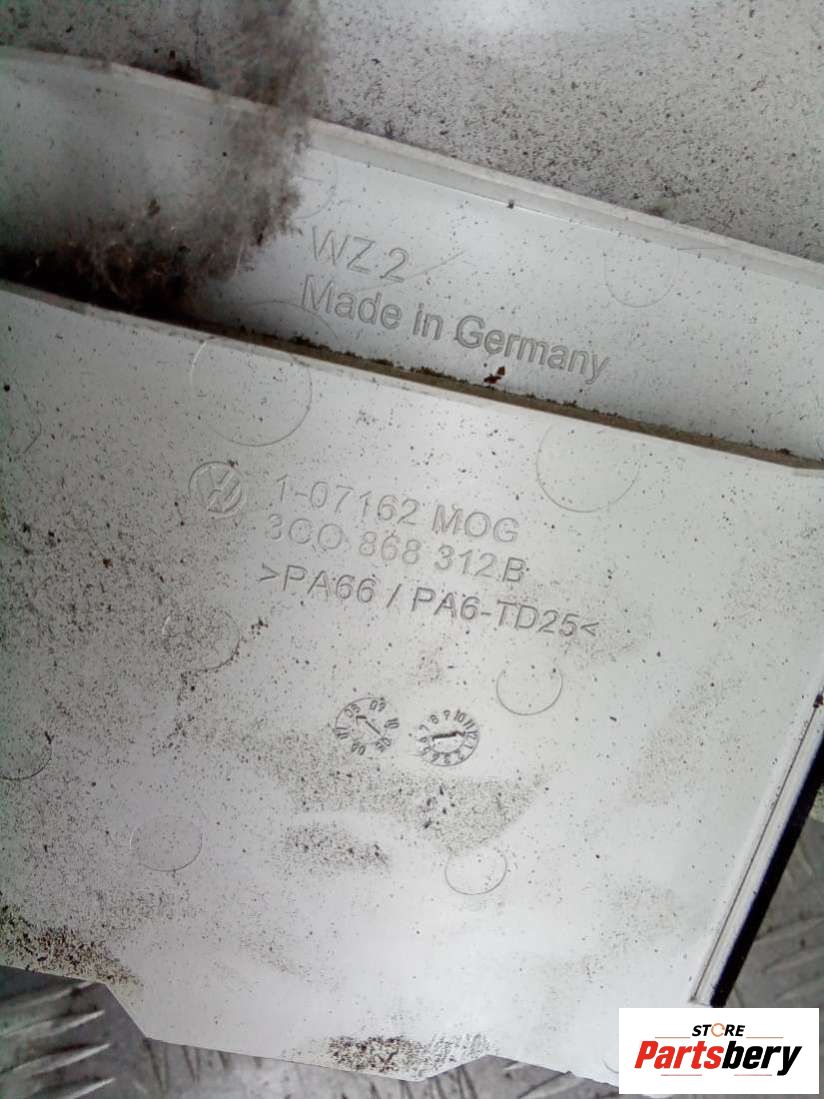 WZ 2
Made in Germany
1-07162 MOG
3C0 868 312 B
>PA66 / PA6-TD25<
STORE
Partsbery